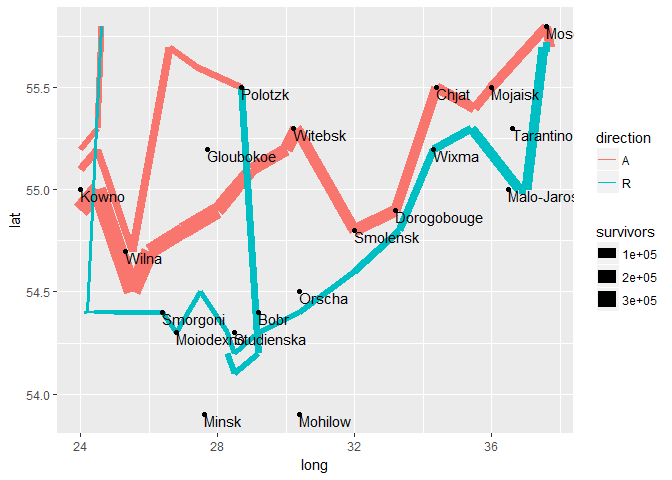 55.5
55.0
54.5
54.0
lat
Mos
Polotzk
Chjat
Mojaisk
Witebsk
Tarantino
Gloubokoe
Wixma
Kowno
Malo-Jaros
Dorogobouge
Smolensk
Wilna
Orscha
Smorgoni
Bobr
Studienska
Minsk
Mohilow
24
28
32
36
long
direction
A
R
survivors
1e+05
2e+05
3e+05